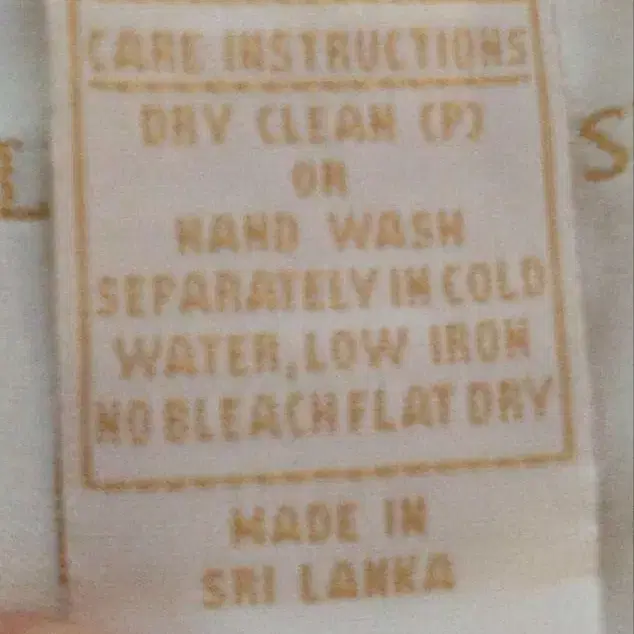 CARE INSTRUCTIONS
DRY CLEAN (P)
OR
HAND WASH
SEPARATELY IN COLD
WATER, LOW IRON
NO BLEACH FLAT DRY
MADE IN
SRI LANKA
S